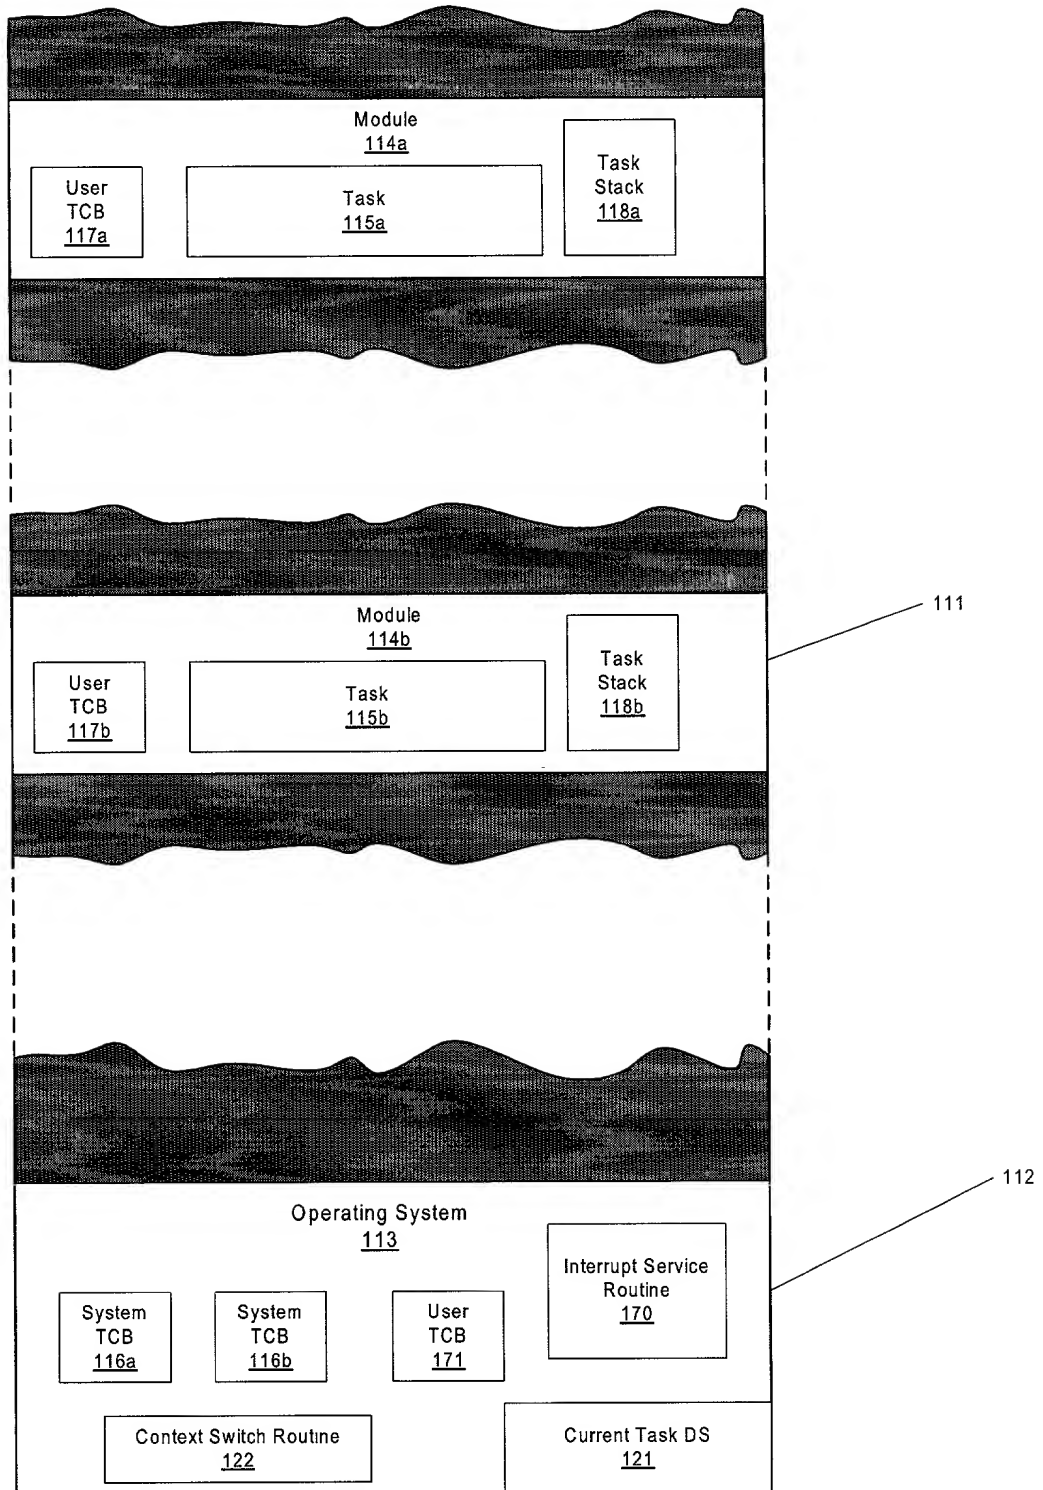 Module
114a
User
TCB
117a
Task
115a
Task
Stack
118a
Module
114b
User
TCB
117b
Task
115b
Task
Stack
118b
111
112
Operating System
113
Interrupt Service
Routine
170
System
TCB
116a
System
TCB
116b
User
TCB
171
Context Switch Routine
122
Current Task DS
121